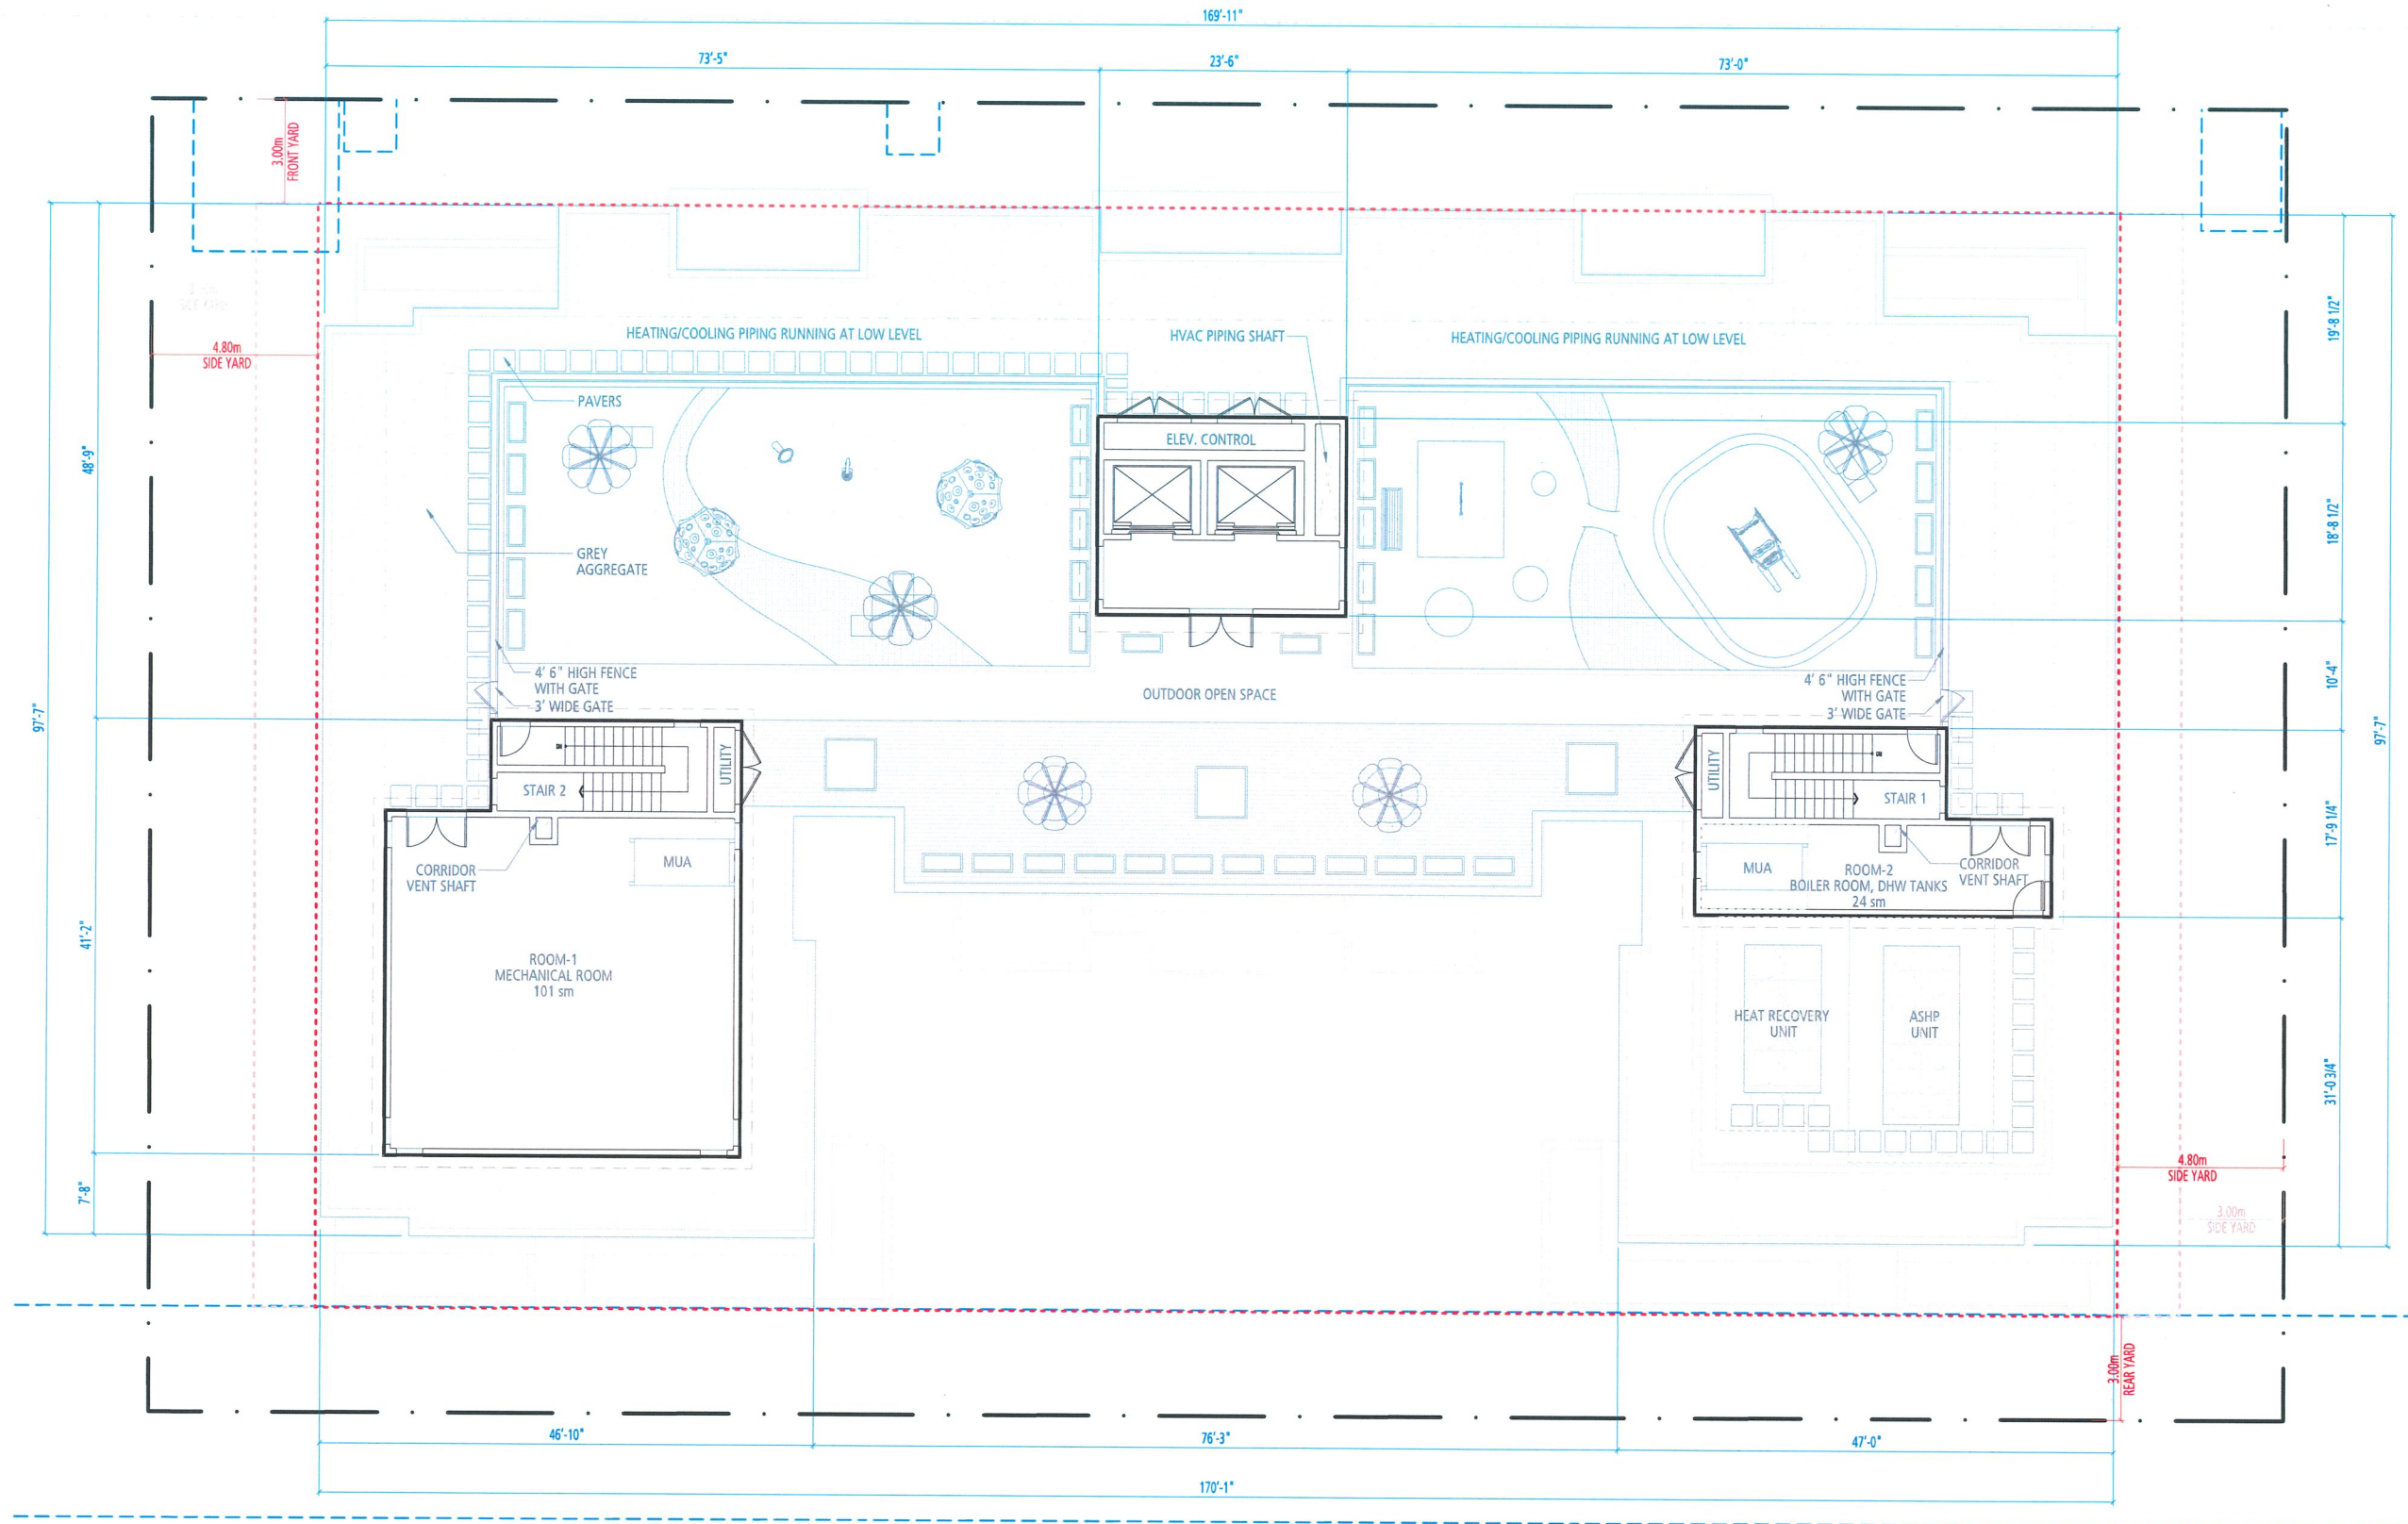 169'-11"
73'-5"
23'-6"
73'-0"
3.00m
FRONT YARD
SIDE YARD
4.80m
SIDE YARD
HEATING/COOLING PIPING RUNNING AT LOW LEVEL
HVAC PIPING SHAFT
HEATING/COOLING PIPING RUNNING AT LOW LEVEL
19'-8 1/2"
PAVERS
ELEV. CONTROL
48'-9"
GREY
AGGREGATE
18'-8 1/2"
4' 6" HIGH FENCE
WITH GATE
3' WIDE GATE
OUTDOOR OPEN SPACE
4' 6" HIGH FENCE
WITH GATE
3' WIDE GATE
10'-4"
97'-7"
97'-7"
UTILITY
STAIR 2
UTILITY
STAIR 1
17'-9 1/4"
CORRIDOR
VENT SHAFT
MUA
MUA
ROOM-2
BOILER ROOM, DHW TANKS
24 sm
CORRIDOR
VENT SHAFT
41'-2"
ROOM-1
MECHANICAL ROOM
101 sm
HEAT RECOVERY
UNIT
ASHP
UNIT
31'-0 3/4"
7'-8"
4.80m
SIDE YARD
3.00m
SIDE YARD
3.00m
REAR YARD
46'-10"
76'-3"
47'-0"
170'-1"